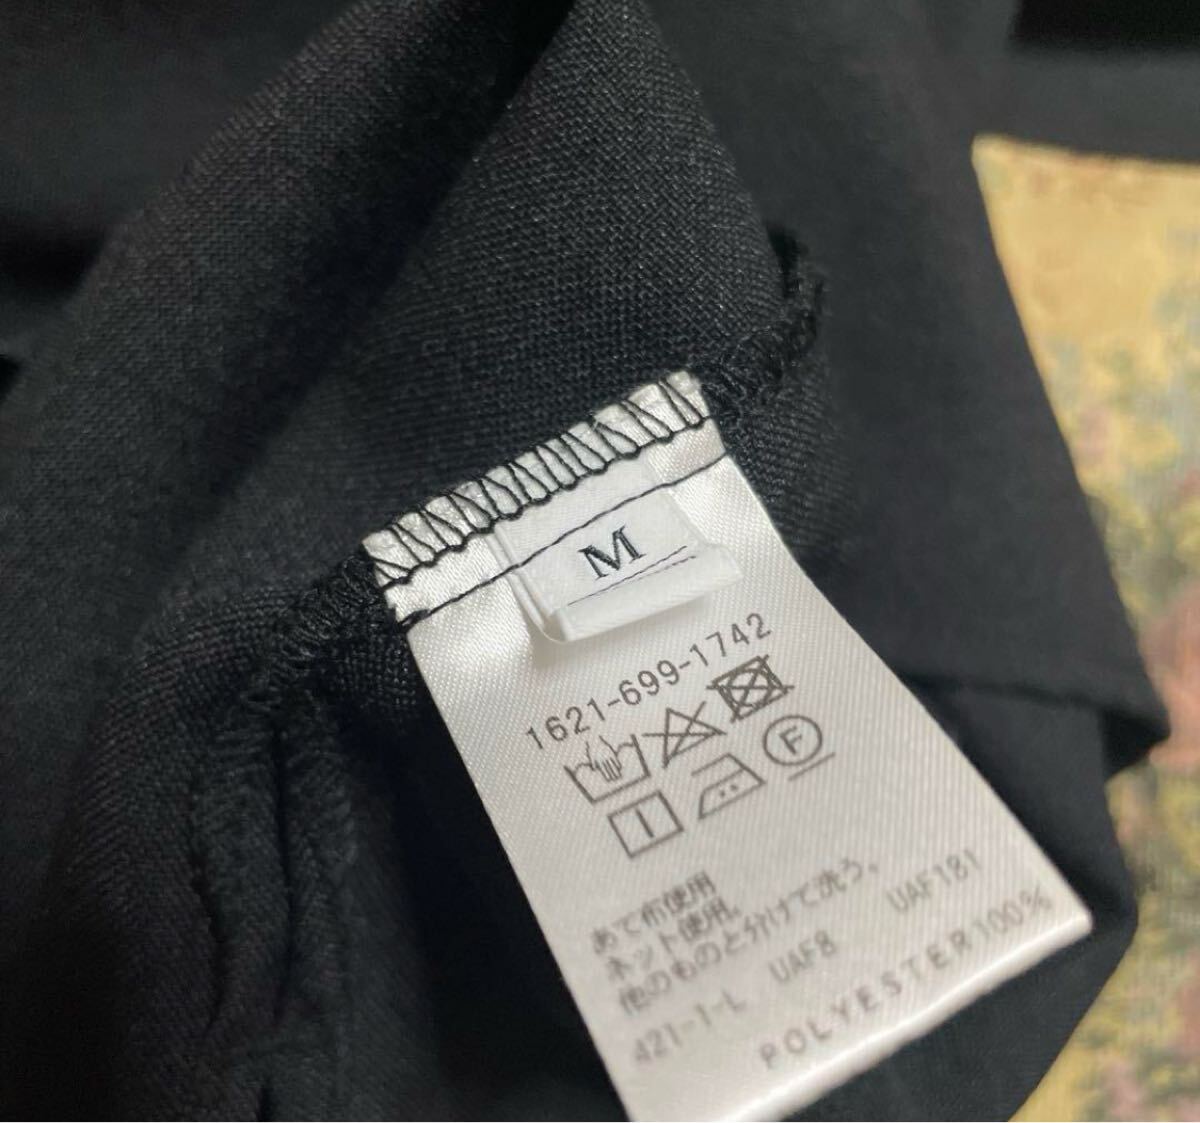 M
1621-699-1742
F
あて布使用
ネット使用。
他のものと分けて洗う。
421-1-L UAF8 UAF181
POLYESTER100%